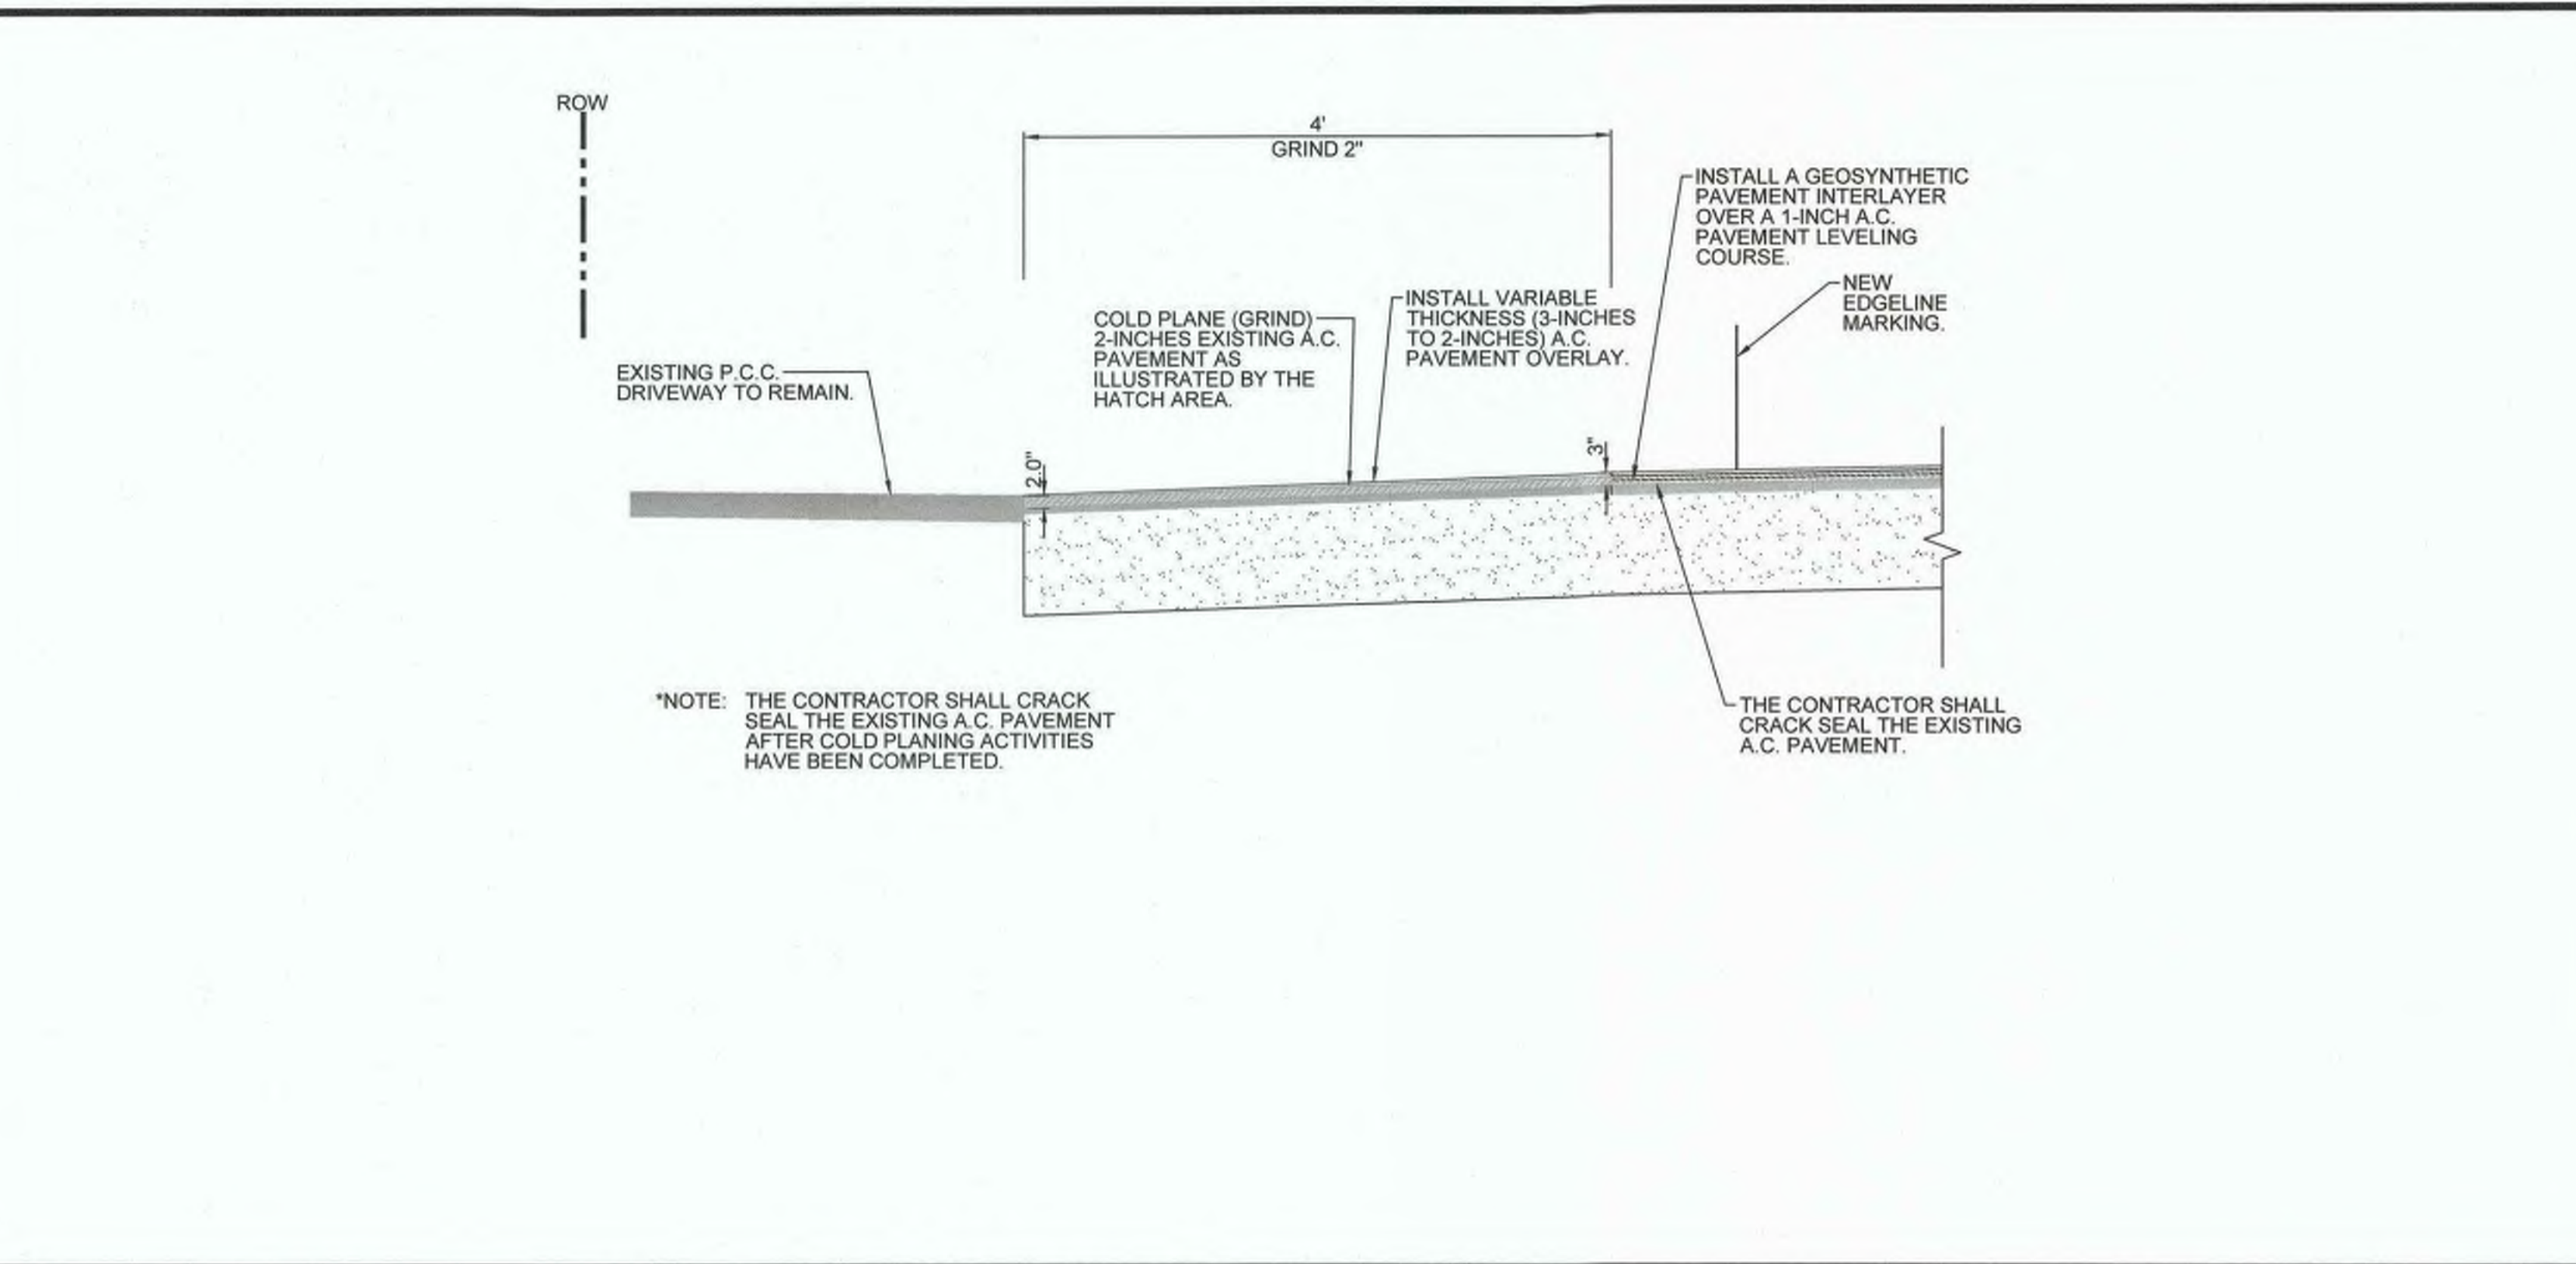 ROW
4'
GRIND 2"
INSTALL A GEOSYNTHETIC
PAVEMENT INTERLAYER
OVER A 1-INCH A.C.
PAVEMENT LEVELING
COURSE.
NEW
EDGELINE
MARKING.
INSTALL VARIABLE
THICKNESS (3-INCHES
TO 2-INCHES) A.C.
PAVEMENT OVERLAY.
COLD PLANE (GRIND)
2-INCHES EXISTING A.C.
PAVEMENT AS
ILLUSTRATED BY THE
HATCH AREA.
EXISTING P.C.C.
DRIVEWAY TO REMAIN.
2.0"
3"
*NOTE: THE CONTRACTOR SHALL CRACK
SEAL THE EXISTING A.C. PAVEMENT
AFTER COLD PLANING ACTIVITIES
HAVE BEEN COMPLETED.
THE CONTRACTOR SHALL
CRACK SEAL THE EXISTING
A.C. PAVEMENT.